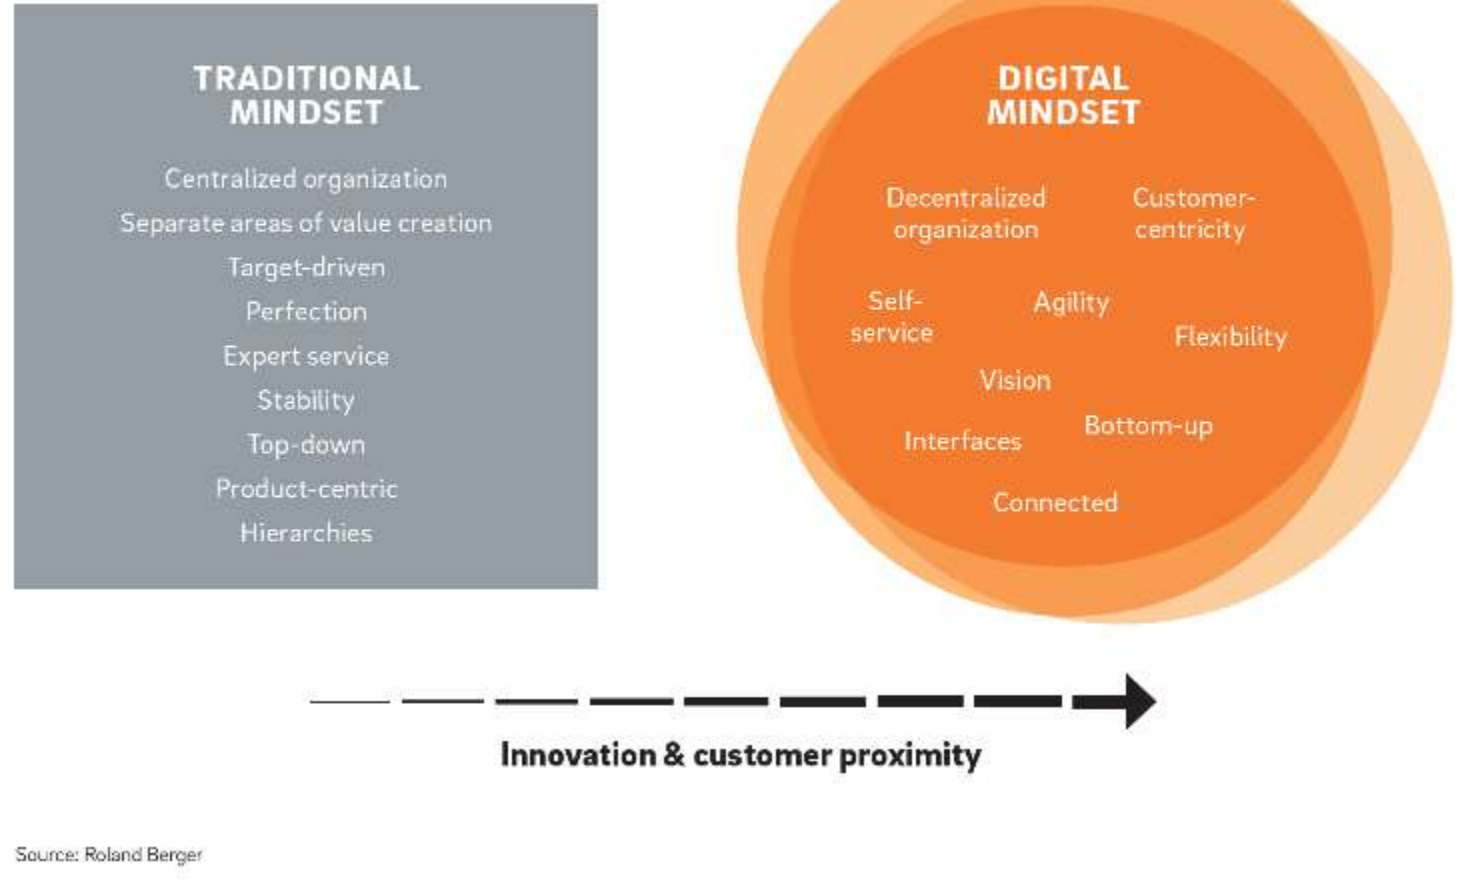 TRADITIONAL
MINDSET
Centralized organization
Separate areas of value creation
Target-driven
Perfection
Expert service
Stability
Top-down
Product-centric
Hierarchies
DIGITAL
MINDSET
Decentralized
organization
Customer-
centricity
Self-
service
Agility
Flexibility
Vision
Bottom-up
Interfaces
Connected
Innovation & customer proximity
Source: Roland Berger